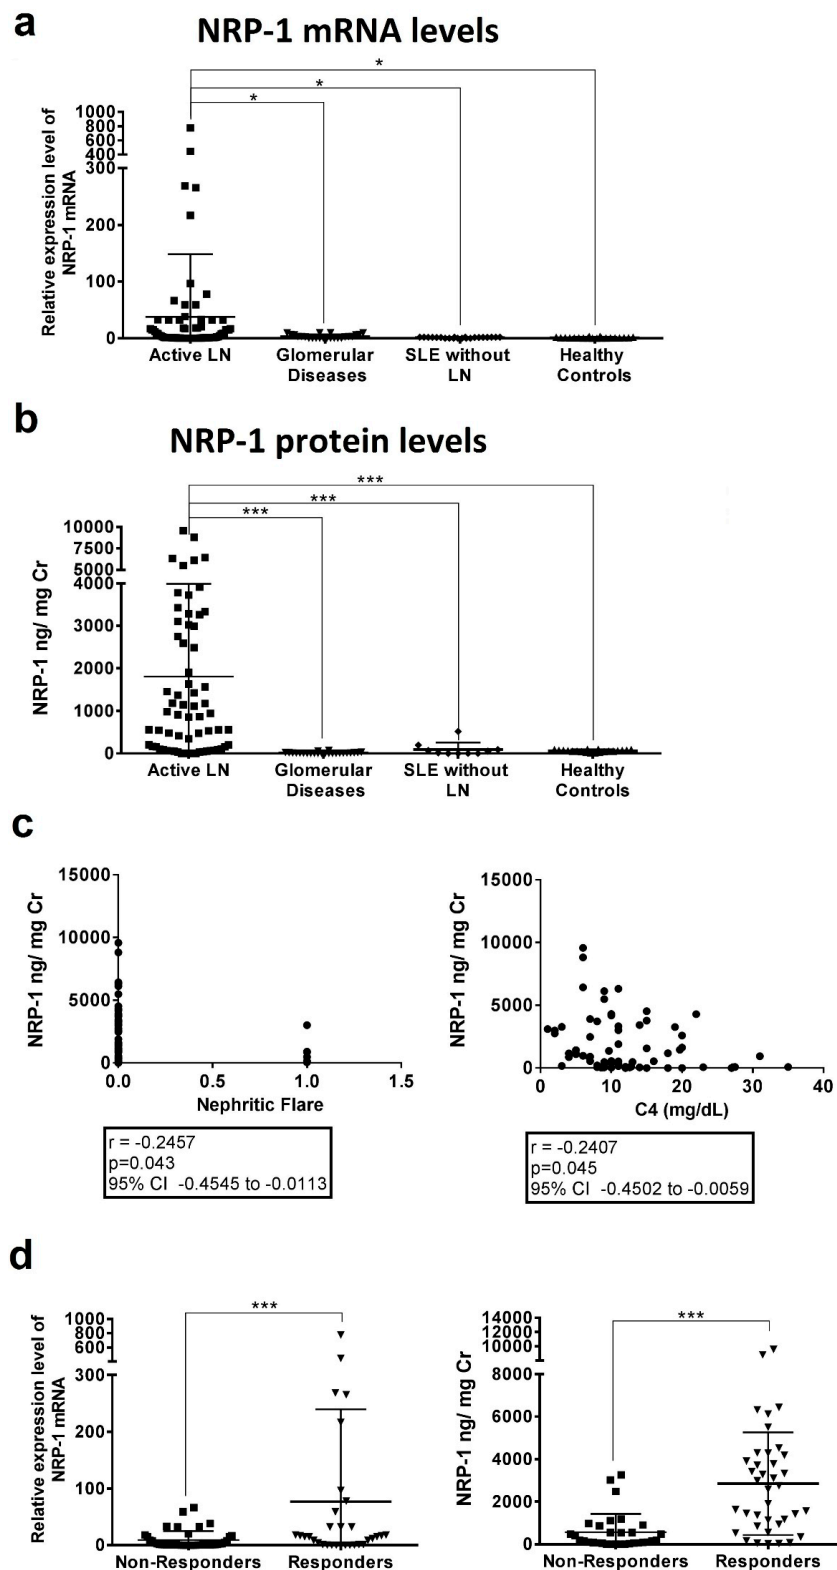 a
NRP-1 mRNA levels
*
*
*
Relative expression level of
NRP-1 mRNA
1000
800
600
400
300
200
100
0
Active LN
Glomerular
Diseases
SLE without
LN
Healthy
Controls
b
NRP-1 protein levels
***
***
***
NRP-1 ng/ mg Cr
10000
7500
5000
4000
3000
2000
1000
0
Active LN
Glomerular
Diseases
SLE without
LN
Healthy
Controls
c
NRP-1 ng/ mg Cr
15000
10000
5000
0
0.0 0.5 1.0 1.5
Nephritic Flare
r = -0.2457
p=0.043
95% CI -0.4545 to -0.0113
NRP-1 ng/ mg Cr
15000
10000
5000
0
0 10 20 30 40
C4 (mg/dL)
r = -0.2407
p=0.045
95% CI -0.4502 to -0.0059
d
***
Relative expression level of
NRP-1 mRNA
1000
800
600
300
200
100
0
Non-Responders Responders
***
NRP-1 ng/ mg Cr
14000
12000
10000
8000
6000
4000
2000
0
Non-Responders Responders